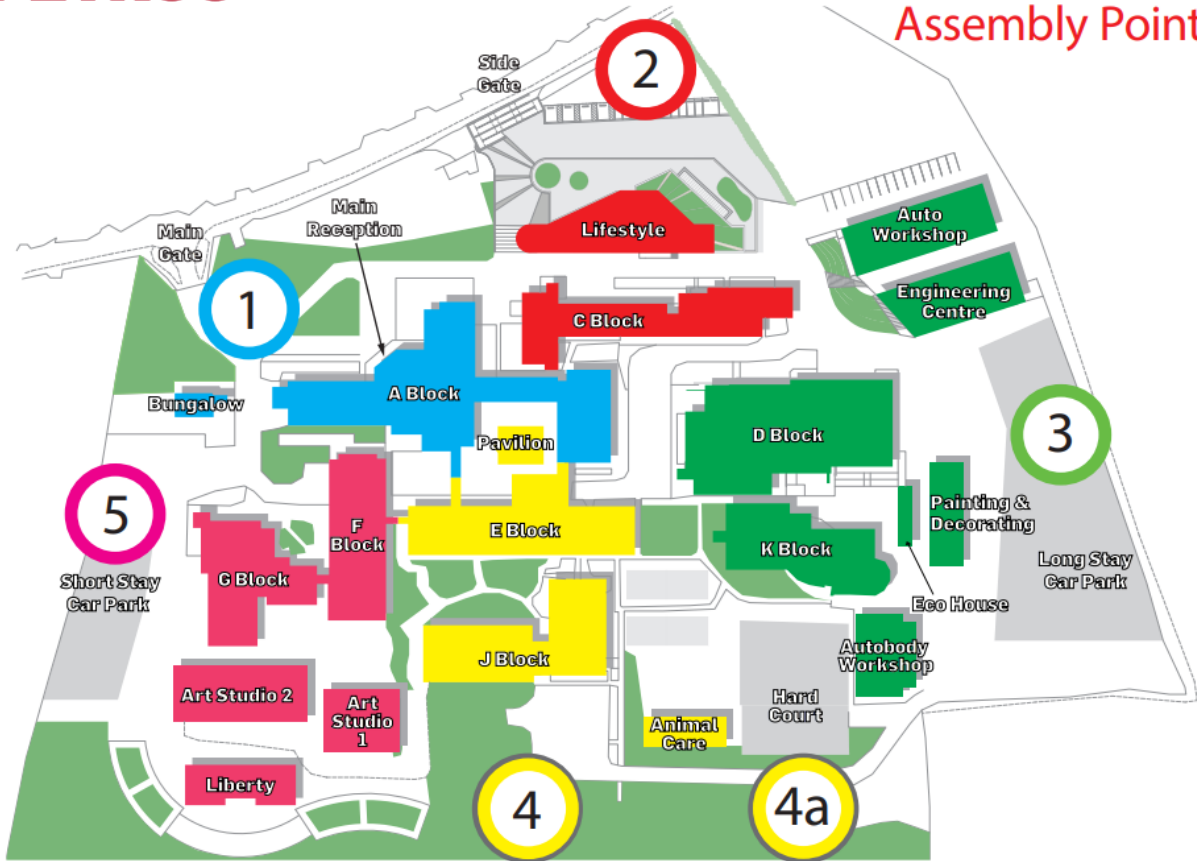 Assembly Point
Side
Gate
2
Main
Reception
Main
Gate
Lifestyle
Auto
Workshop
1
Engineering
Centre
C Block
A Block
Bungalow
Pavilion
D Block
3
5
F
Block
E Block
Painting &
Decorating
K Block
G Block
Short Stay
Car Park
Long Stay
Car Park
Eco House
J Block
Autobody
Workshop
Art Studio 2
Art
Studio
1
Hard
Court
Animal
Care
Liberty
4
4a